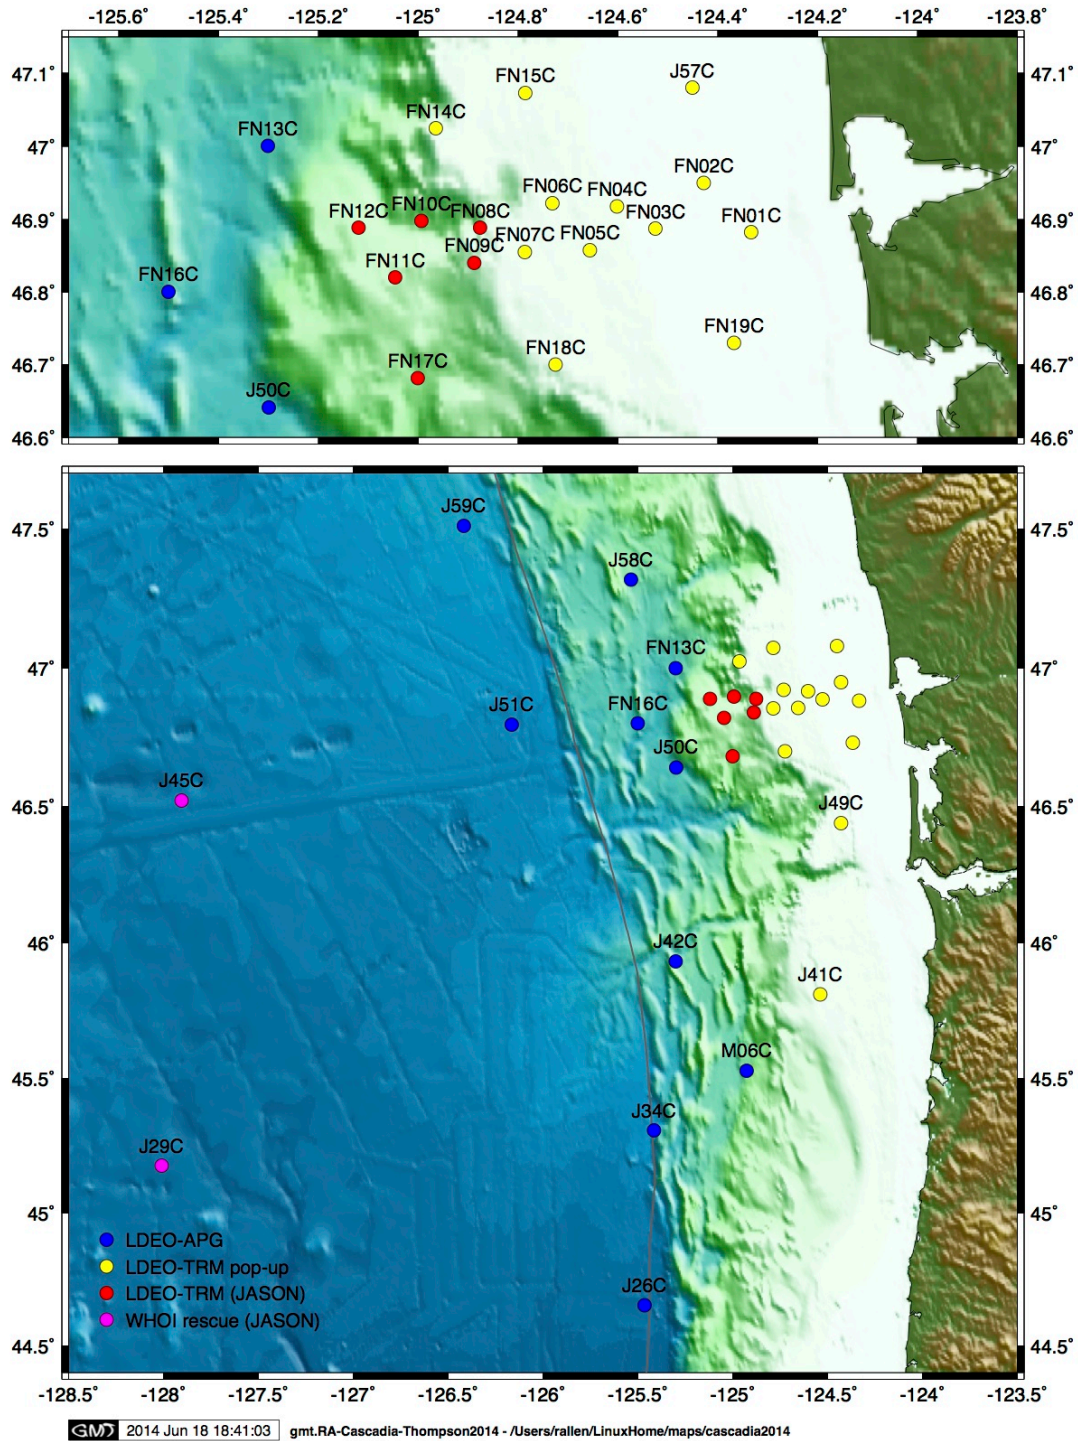 -125.6˚ -125.4˚ -125.2˚ -125˚ -124.8˚ -124.6˚ -124.4˚ -124.2˚ -124˚ -123.8˚
47.1˚ FN15C J57C 47.1˚
FN14C
FN13C
47˚ 47˚
FN02C
FN06C FN04C
FN12C FN10C FN08C FN03C FN01C
46.9˚ 46.9˚
FN09C FN07C FN05C
FN11C
FN16C
46.8˚ 46.8˚
FN19C
FN18C
46.7˚ FN17C 46.7˚
J50C
46.6˚ 46.6˚
J59C
47.5˚ 47.5˚
J58C
FN13C
47˚ 47˚
J51C FN16C
J50C
J45C
J49C
46.5˚ 46.5˚
46˚ J42C 46˚
J41C
M06C
45.5˚ 45.5˚
J34C
J29C
45˚ 45˚
LDEO-APG
LDEO-TRM pop-up
LDEO-TRM (JASON) J26C
WHOI rescue (JASON)
44.5˚ 44.5˚
-128.5˚ -128˚ -127.5˚ -127˚ -126.5˚ -126˚ -125.5˚ -125˚ -124.5˚ -124˚ -123.5˚
GMT 2014 Jun 18 18:41:03 gmt.RA-Cascadia-Thompson2014 - /Users/rallen/LinuxHome/maps/cascadia2014